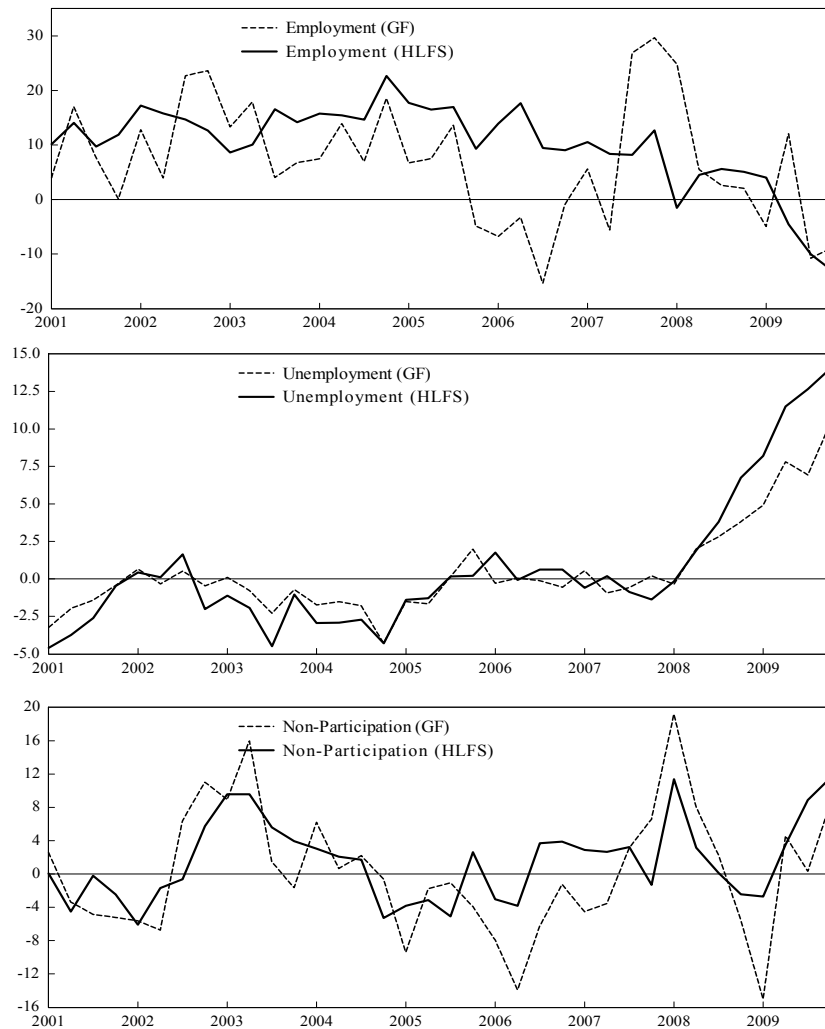 Employment (GF)
Employment (HLFS)
30
20
10
0
-10
-20
2001 2002 2003 2004 2005 2006 2007 2008 2009
15.0
Unemployment (GF)
Unemployment (HLFS)
12.5
10.0
7.5
5.0
2.5
0.0
-2.5
-5.0
2001 2002 2003 2004 2005 2006 2007 2008 2009
20
Non-Participation (GF)
Non-Participation (HLFS)
16
12
8
4
0
-4
-8
-12
-16
2001 2002 2003 2004 2005 2006 2007 2008 2009